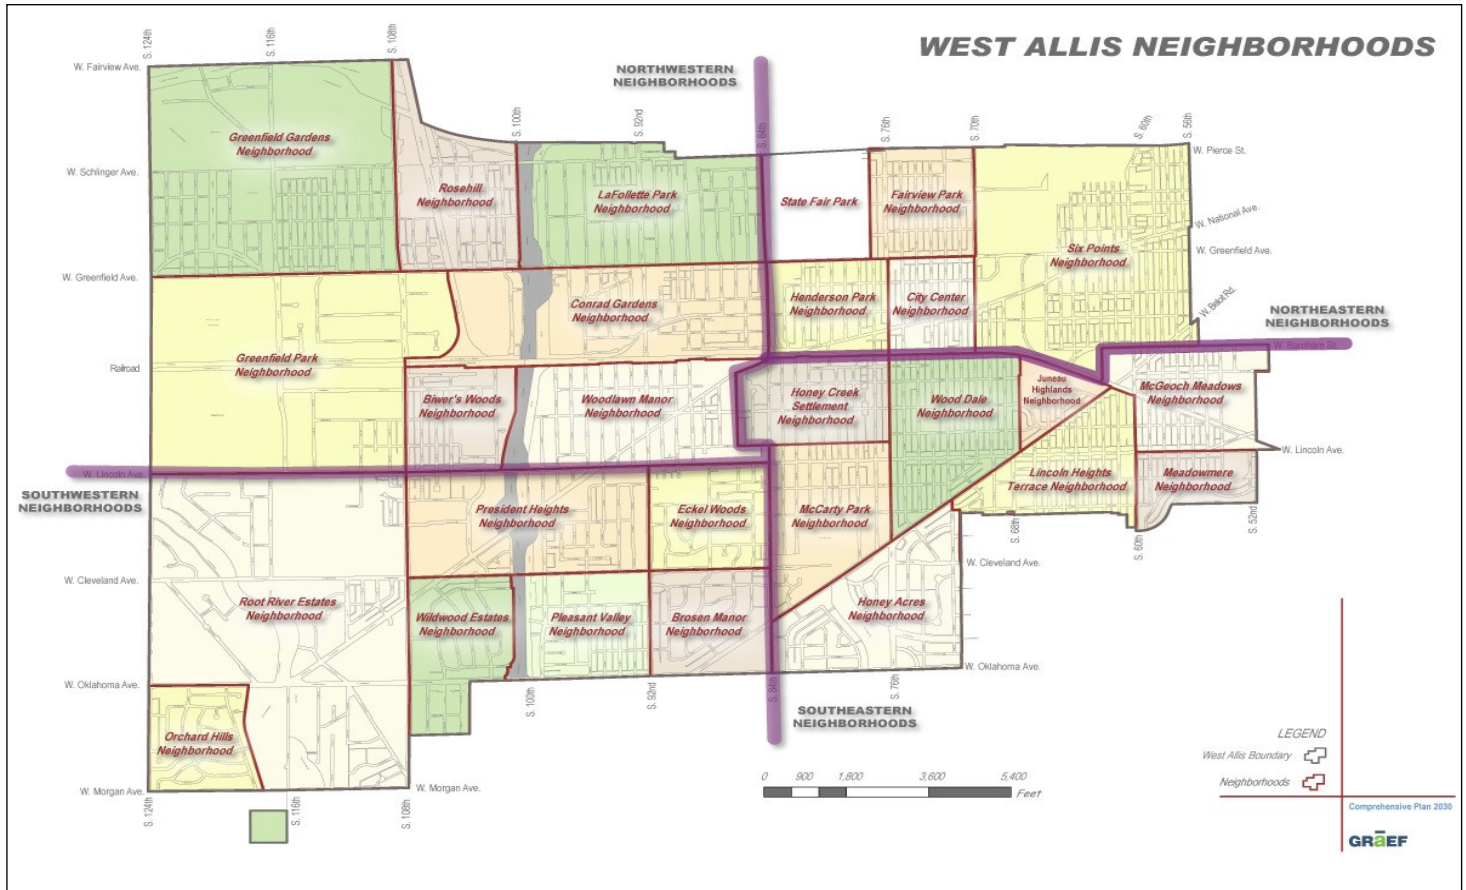 WEST ALLIS NEIGHBORHOODS
S. 124th
S. 116th
S. 108th
W. Fairview Ave.
NORTHWESTERN
NEIGHBORHOODS
S. 100th
S. 92nd
S. 84th
S. 76th
S. 70th
S. 60th
S. 56th
W. Pierce St.
Greenfield Gardens
Neighborhood
W. Schlinger Ave.
Rosehill
Neighborhood
LaFollette Park
Neighborhood
State Fair Park
Fairview Park
Neighborhood
W. National Ave.
Six Points
Neighborhood
W. Greenfield Ave.
W. Greenfield Ave.
Conrad Gardens
Neighborhood
Henderson Park
Neighborhood
City Center
Neighborhood
W. Beloit Rd.
NORTHEASTERN
NEIGHBORHOODS
W. Burnham St.
Greenfield Park
Neighborhood
Railroad
Biwer's Woods
Neighborhood
Woodlawn Manor
Neighborhood
Honey Creek
Settlement
Neighborhood
Wood Dale
Neighborhood
Juneau
Highlands
Neighborhood
McGeoch Meadows
Neighborhood
W. Lincoln Ave.
W. Lincoln Ave.
SOUTHWESTERN
NEIGHBORHOODS
President Heights
Neighborhood
Eckel Woods
Neighborhood
McCarty Park
Neighborhood
Lincoln Heights
Terrace Neighborhood
Meadowmere
Neighborhood
S. 68th
S. 60th
S. 52nd
W. Cleveland Ave.
W. Cleveland Ave.
Root River Estates
Neighborhood
Wildwood Estates
Neighborhood
Pleasant Valley
Neighborhood
Brosen Manor
Neighborhood
Honey Acres
Neighborhood
W. Oklahoma Ave.
W. Oklahoma Ave.
S. 100th
S. 92nd
S. 84th
S. 76th
SOUTHEASTERN
NEIGHBORHOODS
Orchard Hills
Neighborhood
W. Morgan Ave.
W. Morgan Ave.
S. 124th
S. 116th
S. 108th
0 900 1,800 3,600 5,400
Feet
LEGEND
West Allis Boundary
Neighborhoods
Comprehensive Plan 2030
GRāEF